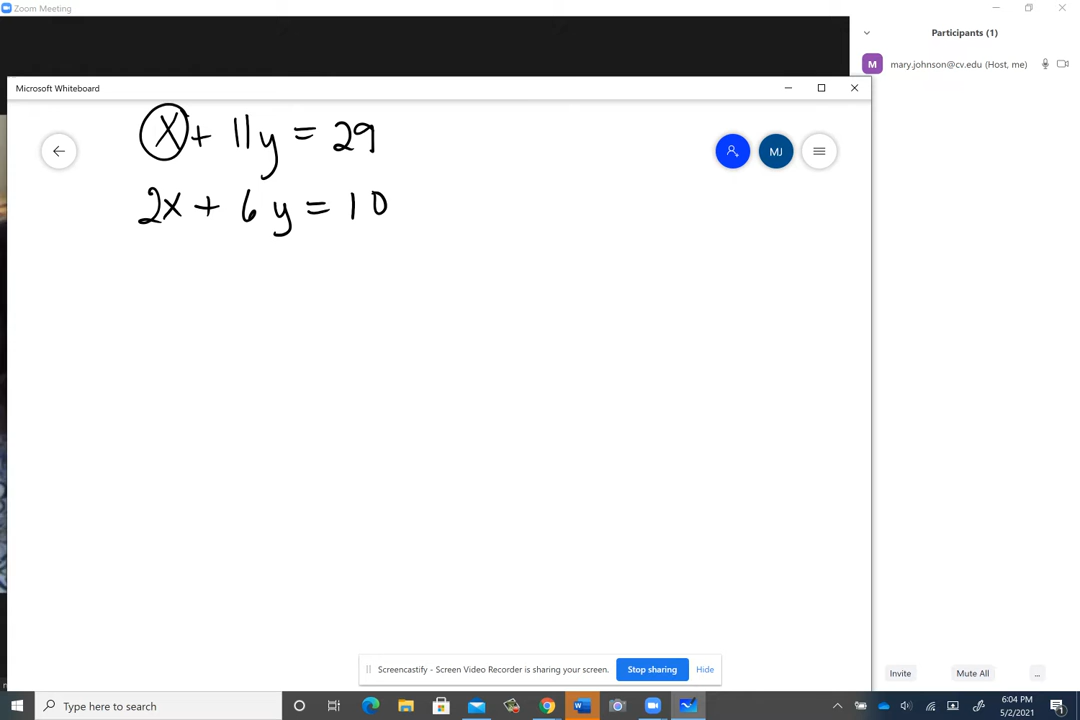 Zoom Meeting
Participants (1)
M mary.johnson@cv.edu (Host, me)
Microsoft Whiteboard
x + 11y = 29
2x + 6y = 10
MJ
Screencastify - Screen Video Recorder is sharing your screen. Stop sharing Hide
Invite Mute All ...
Type here to search
6:04 PM
5/2/2021